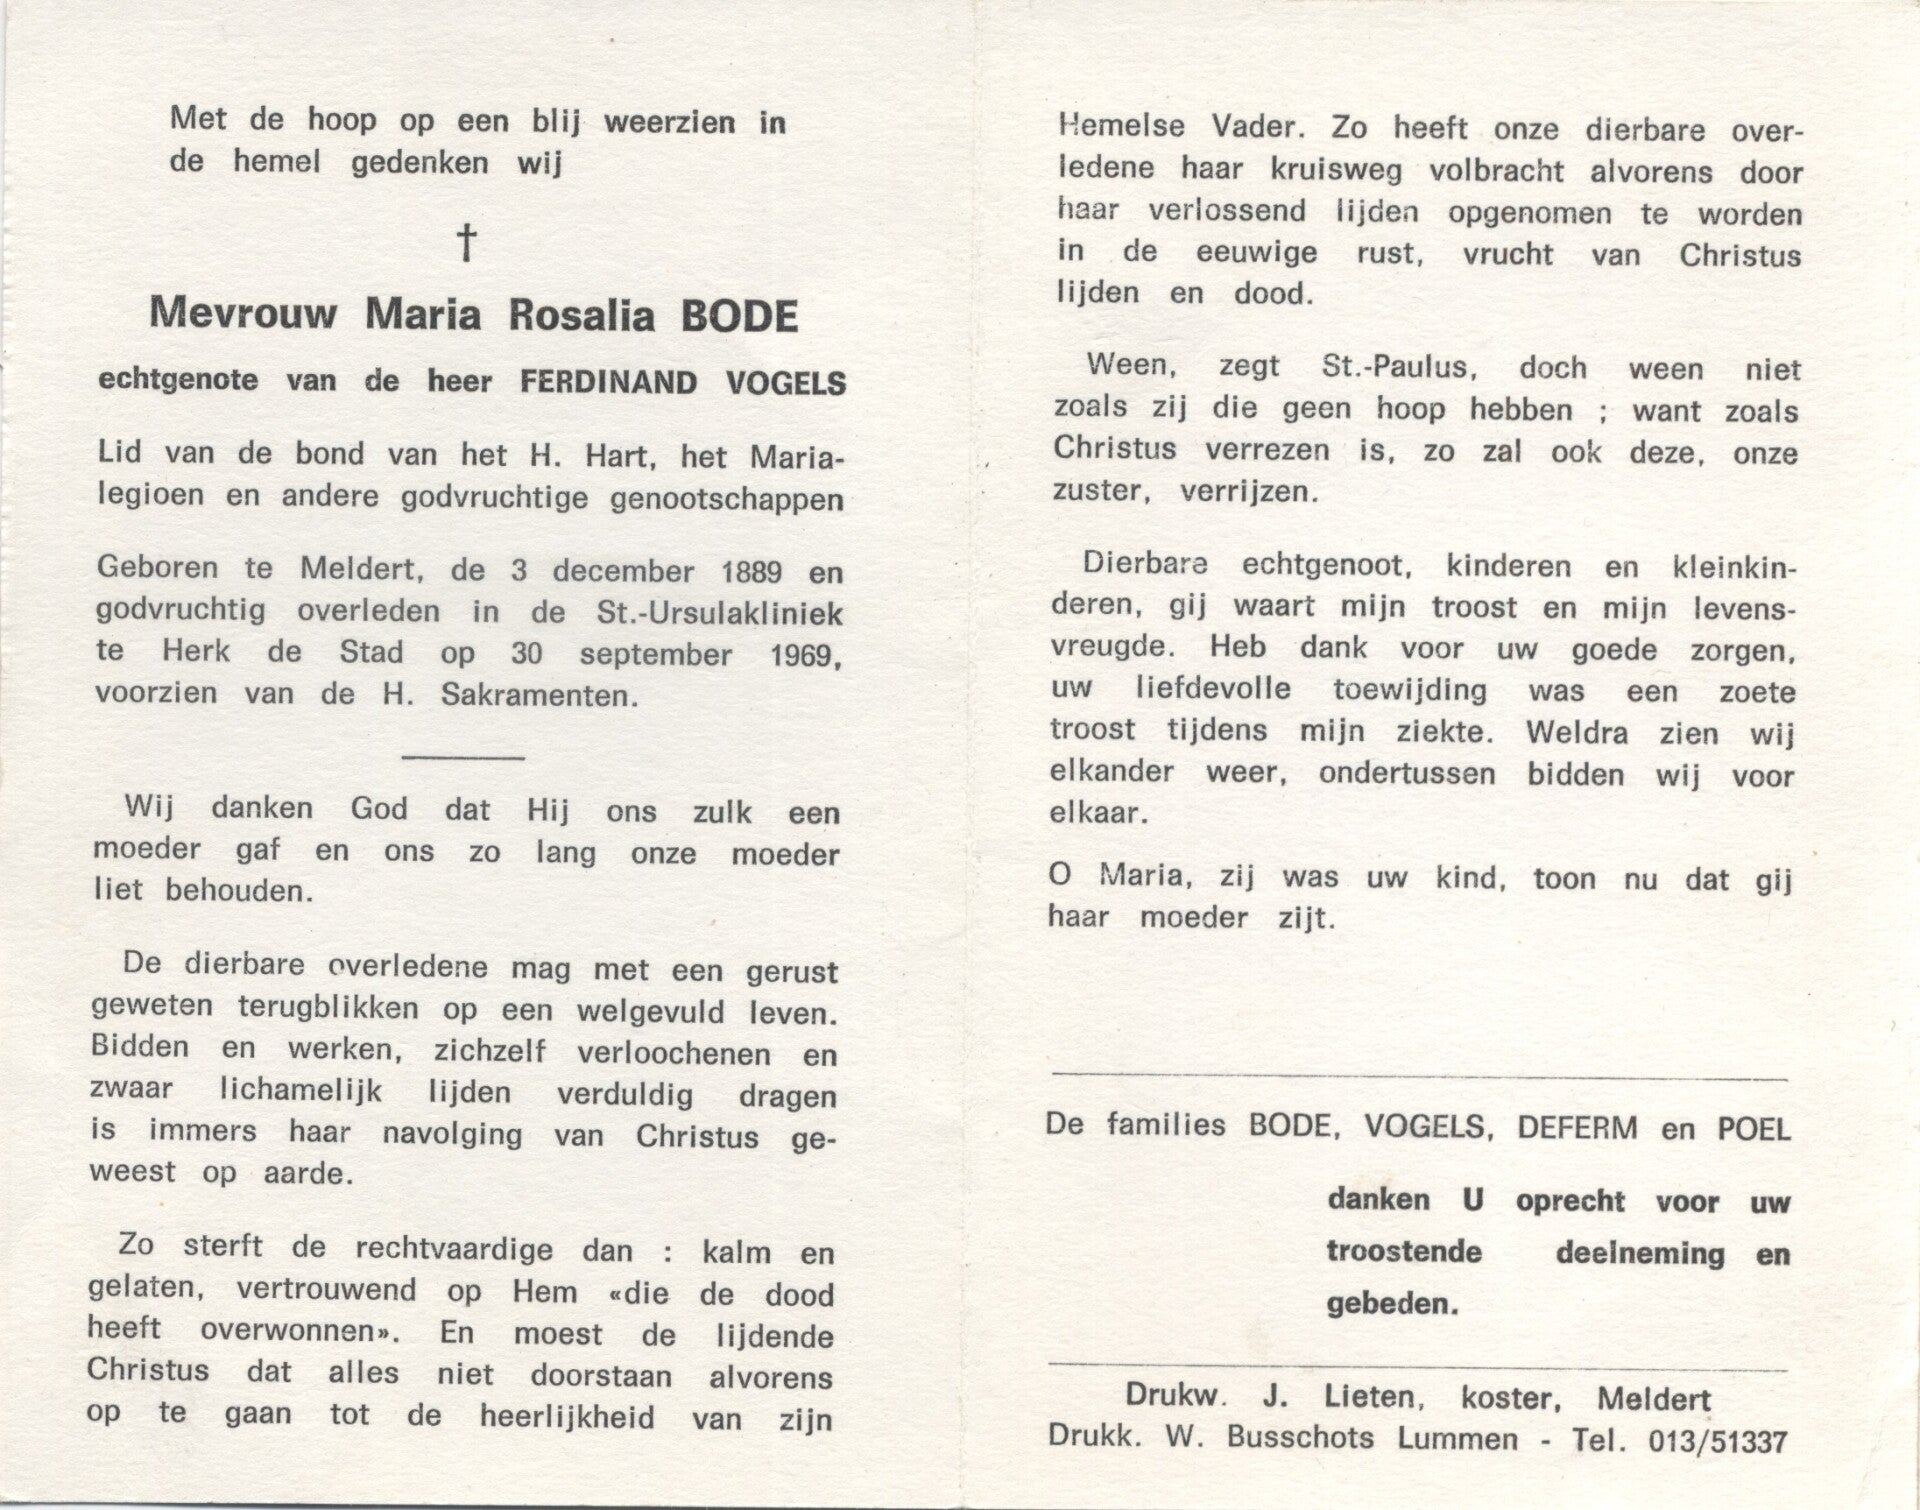 Met de hoop op een blij weerzien in
de hemel gedenken wij
†
Mevrouw Maria Rosalia BODE
echtgenote van de heer FERDINAND VOGELS
Lid van de bond van het H. Hart, het Maria-
legioen en andere godvruchtige genootschappen
Geboren te Meldert, de 3 december 1889 en
godvruchtig overleden in de St.-Ursulakliniek
te Herk de Stad op 30 september 1969,
voorzien van de H. Sakramenten.
Wij danken God dat Hij ons zulk een
moeder gaf en ons zo lang onze moeder
liet behouden.
De dierbare overledene mag met een gerust
geweten terugblikken op een welgevuld leven.
Bidden en werken, zichzelf verloochenen en
zwaar lichamelijk lijden verduldig dragen
is immers haar navolging van Christus ge-
weest op aarde.
Zo sterft de rechtvaardige dan : kalm en
gelaten, vertrouwend op Hem «die de dood
heeft overwonnen». En moest de lijdende
Christus dat alles niet doorstaan alvorens
op te gaan tot de heerlijkheid van zijn
Hemelse Vader. Zo heeft onze dierbare over-
ledene haar kruisweg volbracht alvorens door
haar verlossend lijden opgenomen te worden
in de eeuwige rust, vrucht van Christus
lijden en dood.
Ween, zegt St.-Paulus, doch ween niet
zoals zij die geen hoop hebben ; want zoals
Christus verrezen is, zo zal ook deze, onze
zuster, verrijzen.
Dierbare echtgenoot, kinderen en kleinkin-
deren, gij waart mijn troost en mijn levens-
vreugde. Heb dank voor uw goede zorgen,
uw liefdevolle toewijding was een zoete
troost tijdens mijn ziekte. Weldra zien wij
elkander weer, ondertussen bidden wij voor
elkaar.
O Maria, zij was uw kind, toon nu dat gij
haar moeder zijt.
De families BODE, VOGELS, DEFERM en POEL
danken U oprecht voor uw
troostende deelneming en
gebeden.
Drukw. J. Lieten, koster, Meldert
Drukk. W. Busschots Lummen - Tel. 013/51337